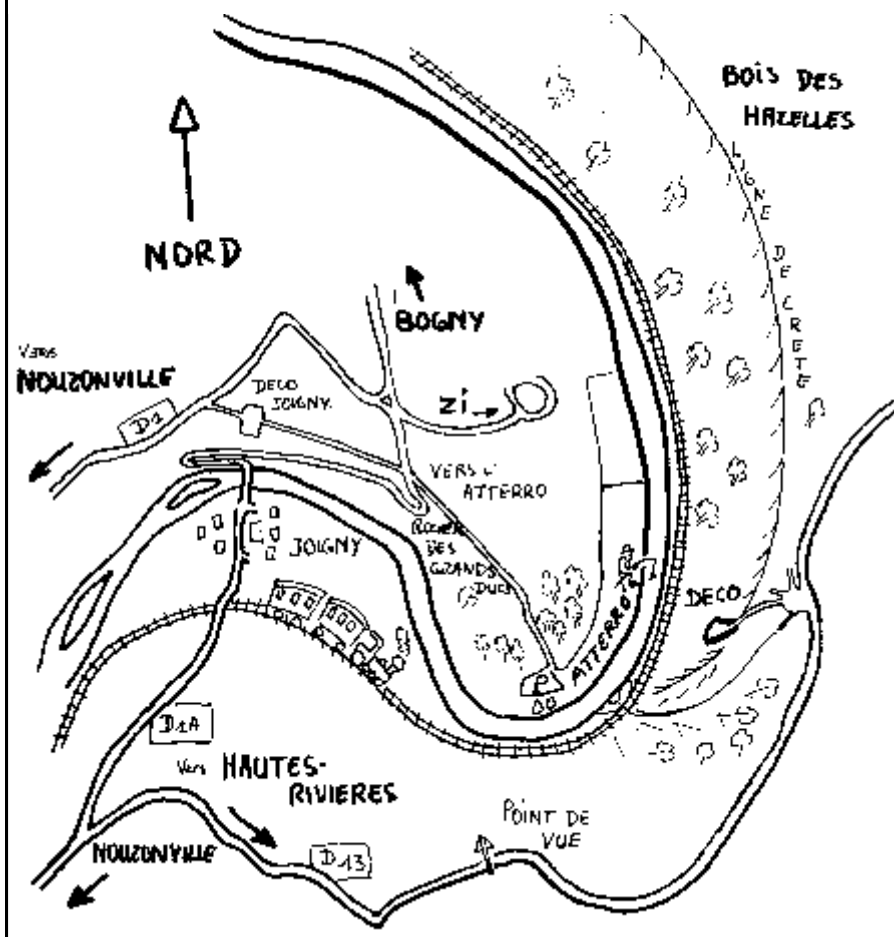 BOIS DES
HAZELLES
LIGNE DE CRETE
NORD
BOGNY
VERS
NOUZONVILLE
DECO
JOIGNY
D1
Zi
VERS L'
ATTERRO
ROCHER
DES
GRANDS
DUCS
JOIGNY
DECO
ATTERRO
P
D1A
Vers HAUTES-
RIVIERES
POINT DE
VUE
NOUZONVILLE
D13